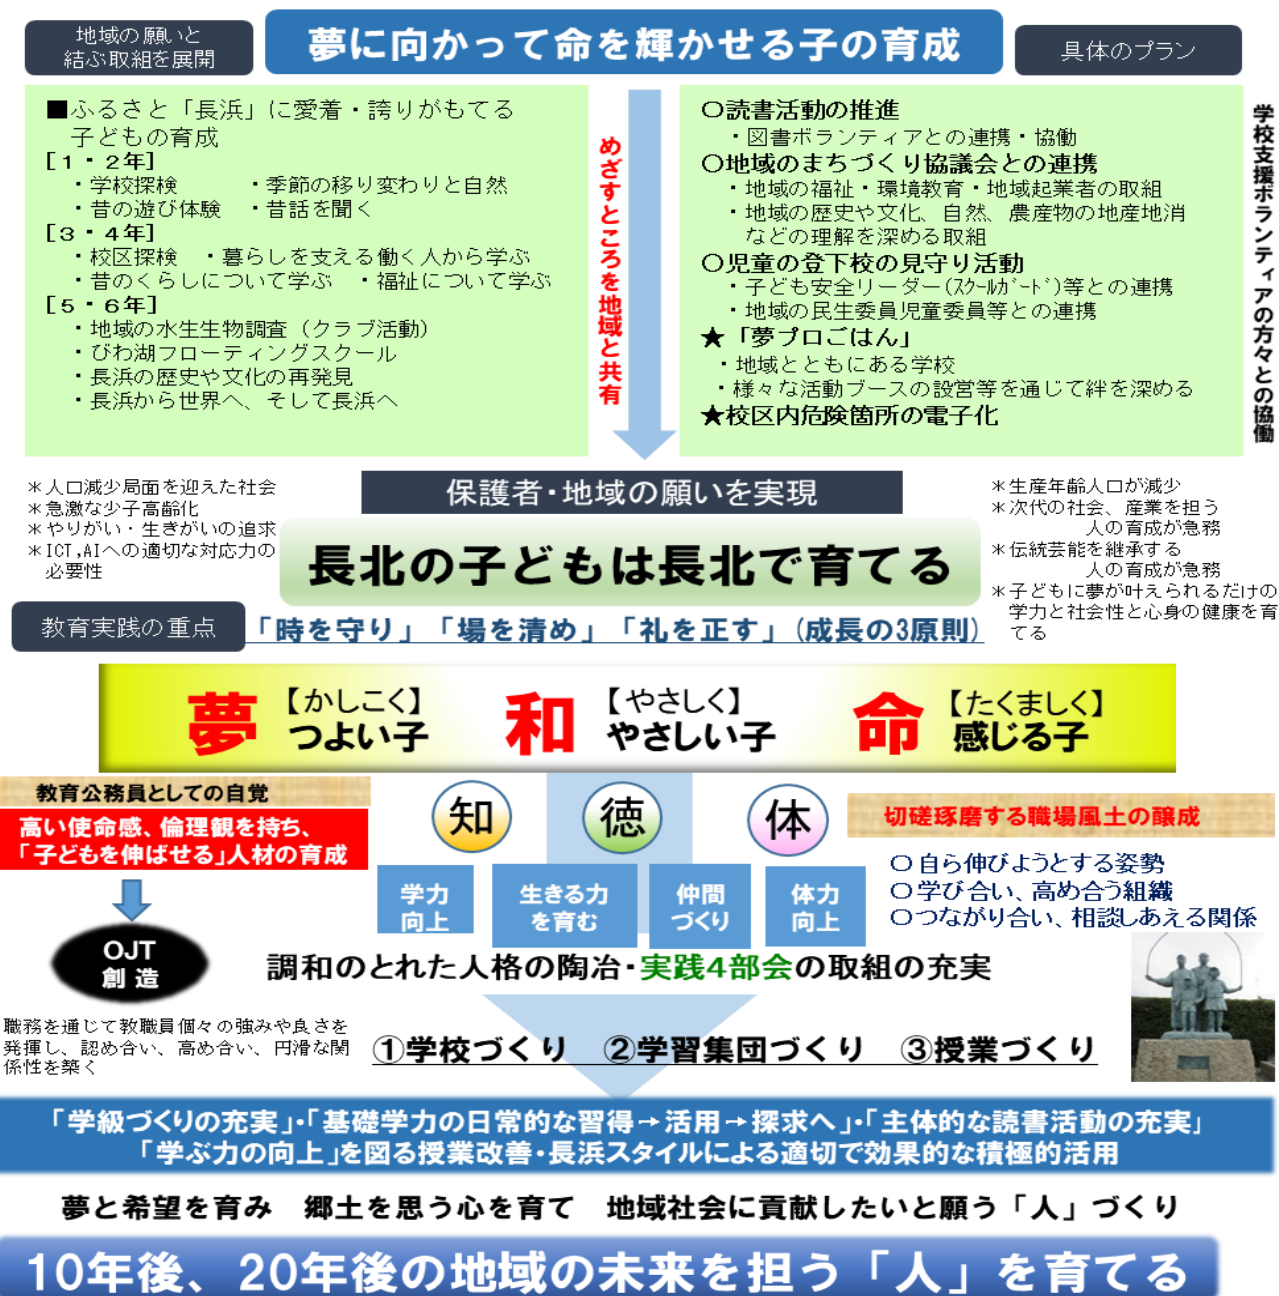 地域の願いと
結ぶ取組を展開
夢に向かって命を輝かせる子の育成
具体のプラン
■ふるさと「長浜」に愛着・誇りがもてる
子どもの育成
[1・2年]
・学校探検　・季節の移り変わりと自然
・昔の遊び体験　・昔話を聞く
[3・4年]
・校区探検　・暮らしを支える働く人から学ぶ
・昔のくらしについて学ぶ　・福祉について学ぶ
[5・6年]
・地域の水生生物調査（クラブ活動）
・びわ湖フローティングスクール
・長浜の歴史や文化の再発見
・長浜から世界へ、そして長浜へ
めざすところを地域と共有
〇読書活動の推進
・図書ボランティアとの連携・協働
〇地域のまちづくり協議会との連携
・地域の福祉・環境教育・地域起業者の取組
・地域の歴史や文化、自然、農産物の地産地消
などの理解を深める取組
〇児童の登下校の見守り活動
・子ども安全リーダー(ｽｸｰﾙｶﾞｰﾄﾞ)等との連携
・地域の民生委員児童委員等との連携
★「夢プロごはん」
・地域とともにある学校
・様々な活動ブースの設営等を通じて絆を深める
★校区内危険箇所の電子化
学校支援ボランティアの方々との協働
＊人口減少局面を迎えた社会
＊急激な少子高齢化
＊やりがい・生きがいの追求
＊ICT,AIへの適切な対応力の
必要性
保護者・地域の願いを実現
長北の子どもは長北で育てる
＊生産年齢人口が減少
＊次代の社会、産業を担う
人の育成が急務
＊伝統芸能を継承する
人の育成が急務
＊子どもに夢が叶えられるだけの
学力と社会性と心身の健康を育
てる
教育実践の重点
「時を守り」「場を清め」「礼を正す」(成長の3原則)
夢 【かしこく】
つよい子
和 【やさしく】
やさしい子
命 【たくましく】
感じる子
教育公務員としての自覚
高い使命感、倫理観を持ち、
「子どもを伸ばせる」人材の育成
OJT
創造
職務を通じて教職員個々の強みや良さを
発揮し、認め合い、高め合い、円滑な関
係性を築く
知 徳 体
学力
向上
生きる力
を育む
仲間
づくり
体力
向上
切磋琢磨する職場風土の醸成
〇自ら伸びようとする姿勢
〇学び合い、高め合う組織
〇つながり合い、相談しあえる関係
調和のとれた人格の陶冶・実践4部会の取組の充実
①学校づくり　②学習集団づくり　③授業づくり
「学級づくりの充実」・「基礎学力の日常的な習得→活用→探求へ」・「主体的な読書活動の充実」
「学ぶ力の向上」を図る授業改善・長浜スタイルによる適切で効果的な積極的活用
夢と希望を育み　郷土を思う心を育て　地域社会に貢献したいと願う「人」づくり
10年後、20年後の地域の未来を担う「人」を育てる